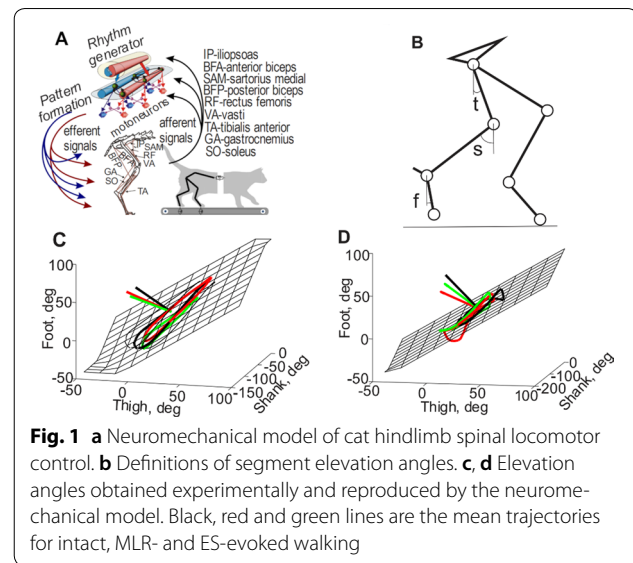 A
Rhythm
generator
Pattern
formation
motoneurons
efferent
signals
afferent
signals
IP-iliopsoas
BFA-anterior biceps
SAM-sartorius medial
BFP-posterior biceps
RF-rectus femoris
VA-vasti
TA-tibialis anterior
GA-gastrocnemius
SO-soleus
IP
SAM
RF
VA
GA
SO
TA
B
t
s
f
C
Foot, deg
100
50
0
-50
0
50
100
Thigh, deg
-150
-100
-50
0
Shank, deg
D
Foot, deg
100
50
0
-50
-50
0
50
100
Thigh, deg
-200
-100
0
Shank, deg
Fig. 1 a Neuromechanical model of cat hindlimb spinal locomotor
control. b Definitions of segment elevation angles. c, d Elevation
angles obtained experimentally and reproduced by the neurome-
chanical model. Black, red and green lines are the mean trajectories
for intact, MLR- and ES-evoked walking